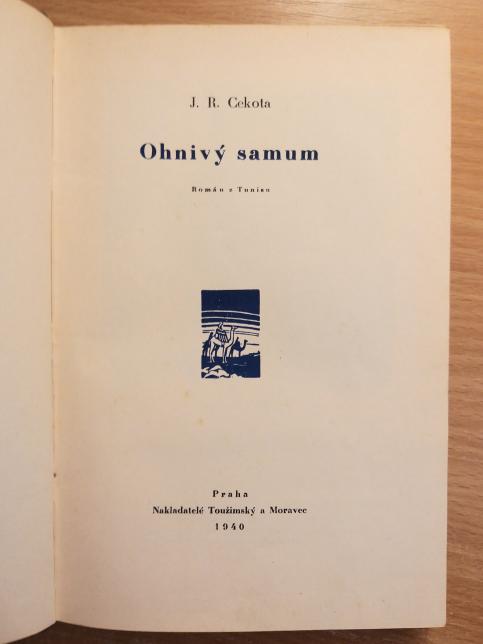 J. R. Cekota
Ohnivý samum
Román z Tunisu
Praha
Nakladatelé Toužimský a Moravec
1940